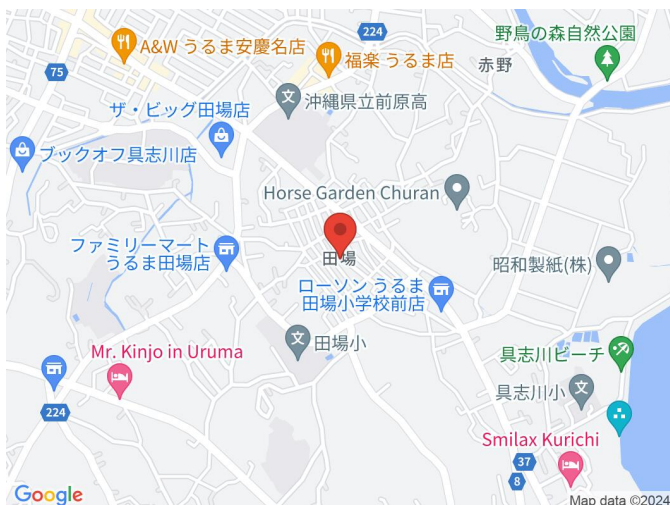 224
野鳥の森自然公園
A&W うるま安慶名店
福楽 うるま店
赤野
75
沖縄県立前原高
ザ・ビッグ田場店
ブックオフ具志川店
Horse Garden Churan
田場
ファミリーマート
うるま田場店
昭和製紙(株)
ローソン うるま
田場小学校前店
田場小
Mr. Kinjo in Uruma
具志川ビーチ
具志川小
224
Smilax Kurichi
37
8
Google
Map data ©2024